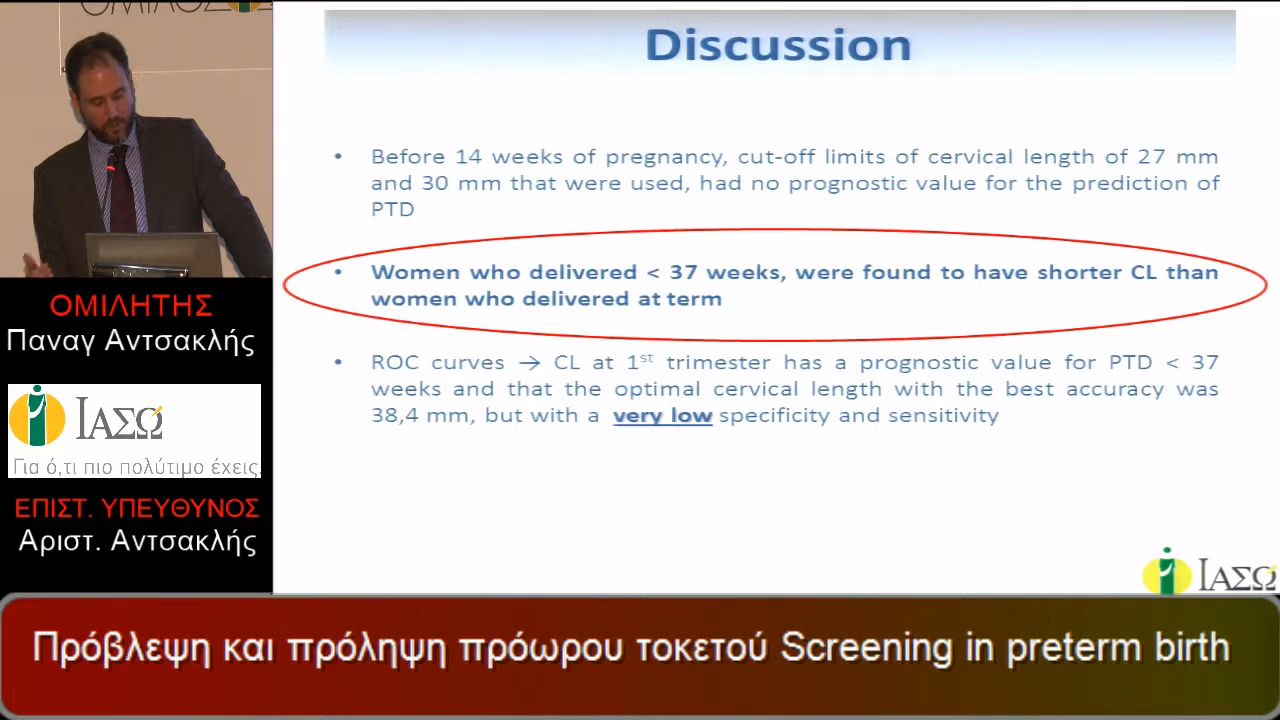 ΟΜΙΛΟΣ
Discussion
• Before 14 weeks of pregnancy, cut-off limits of cervical length of 27 mm
and 30 mm that were used, had no prognostic value for the prediction of
PTD
• Women who delivered < 37 weeks, were found to have shorter CL than
women who delivered at term
• ROC curves → CL at 1st trimester has a prognostic value for PTD < 37
weeks and that the optimal cervical length with the best accuracy was
38,4 mm, but with a very low specificity and sensitivity
ΟΜΙΛΗΤΗΣ
Παναγ Αντσακλής
ΙΑΣΩ
Για ό,τι πιο πολύτιμο έχεις.
ΕΠΙΣΤ. ΥΠΕΥΘΥΝΟΣ
Αριστ. Αντσακλής
ΙΑΣΩ
Πρόβλεψη και πρόληψη πρόωρου τοκετού Screening in preterm birth